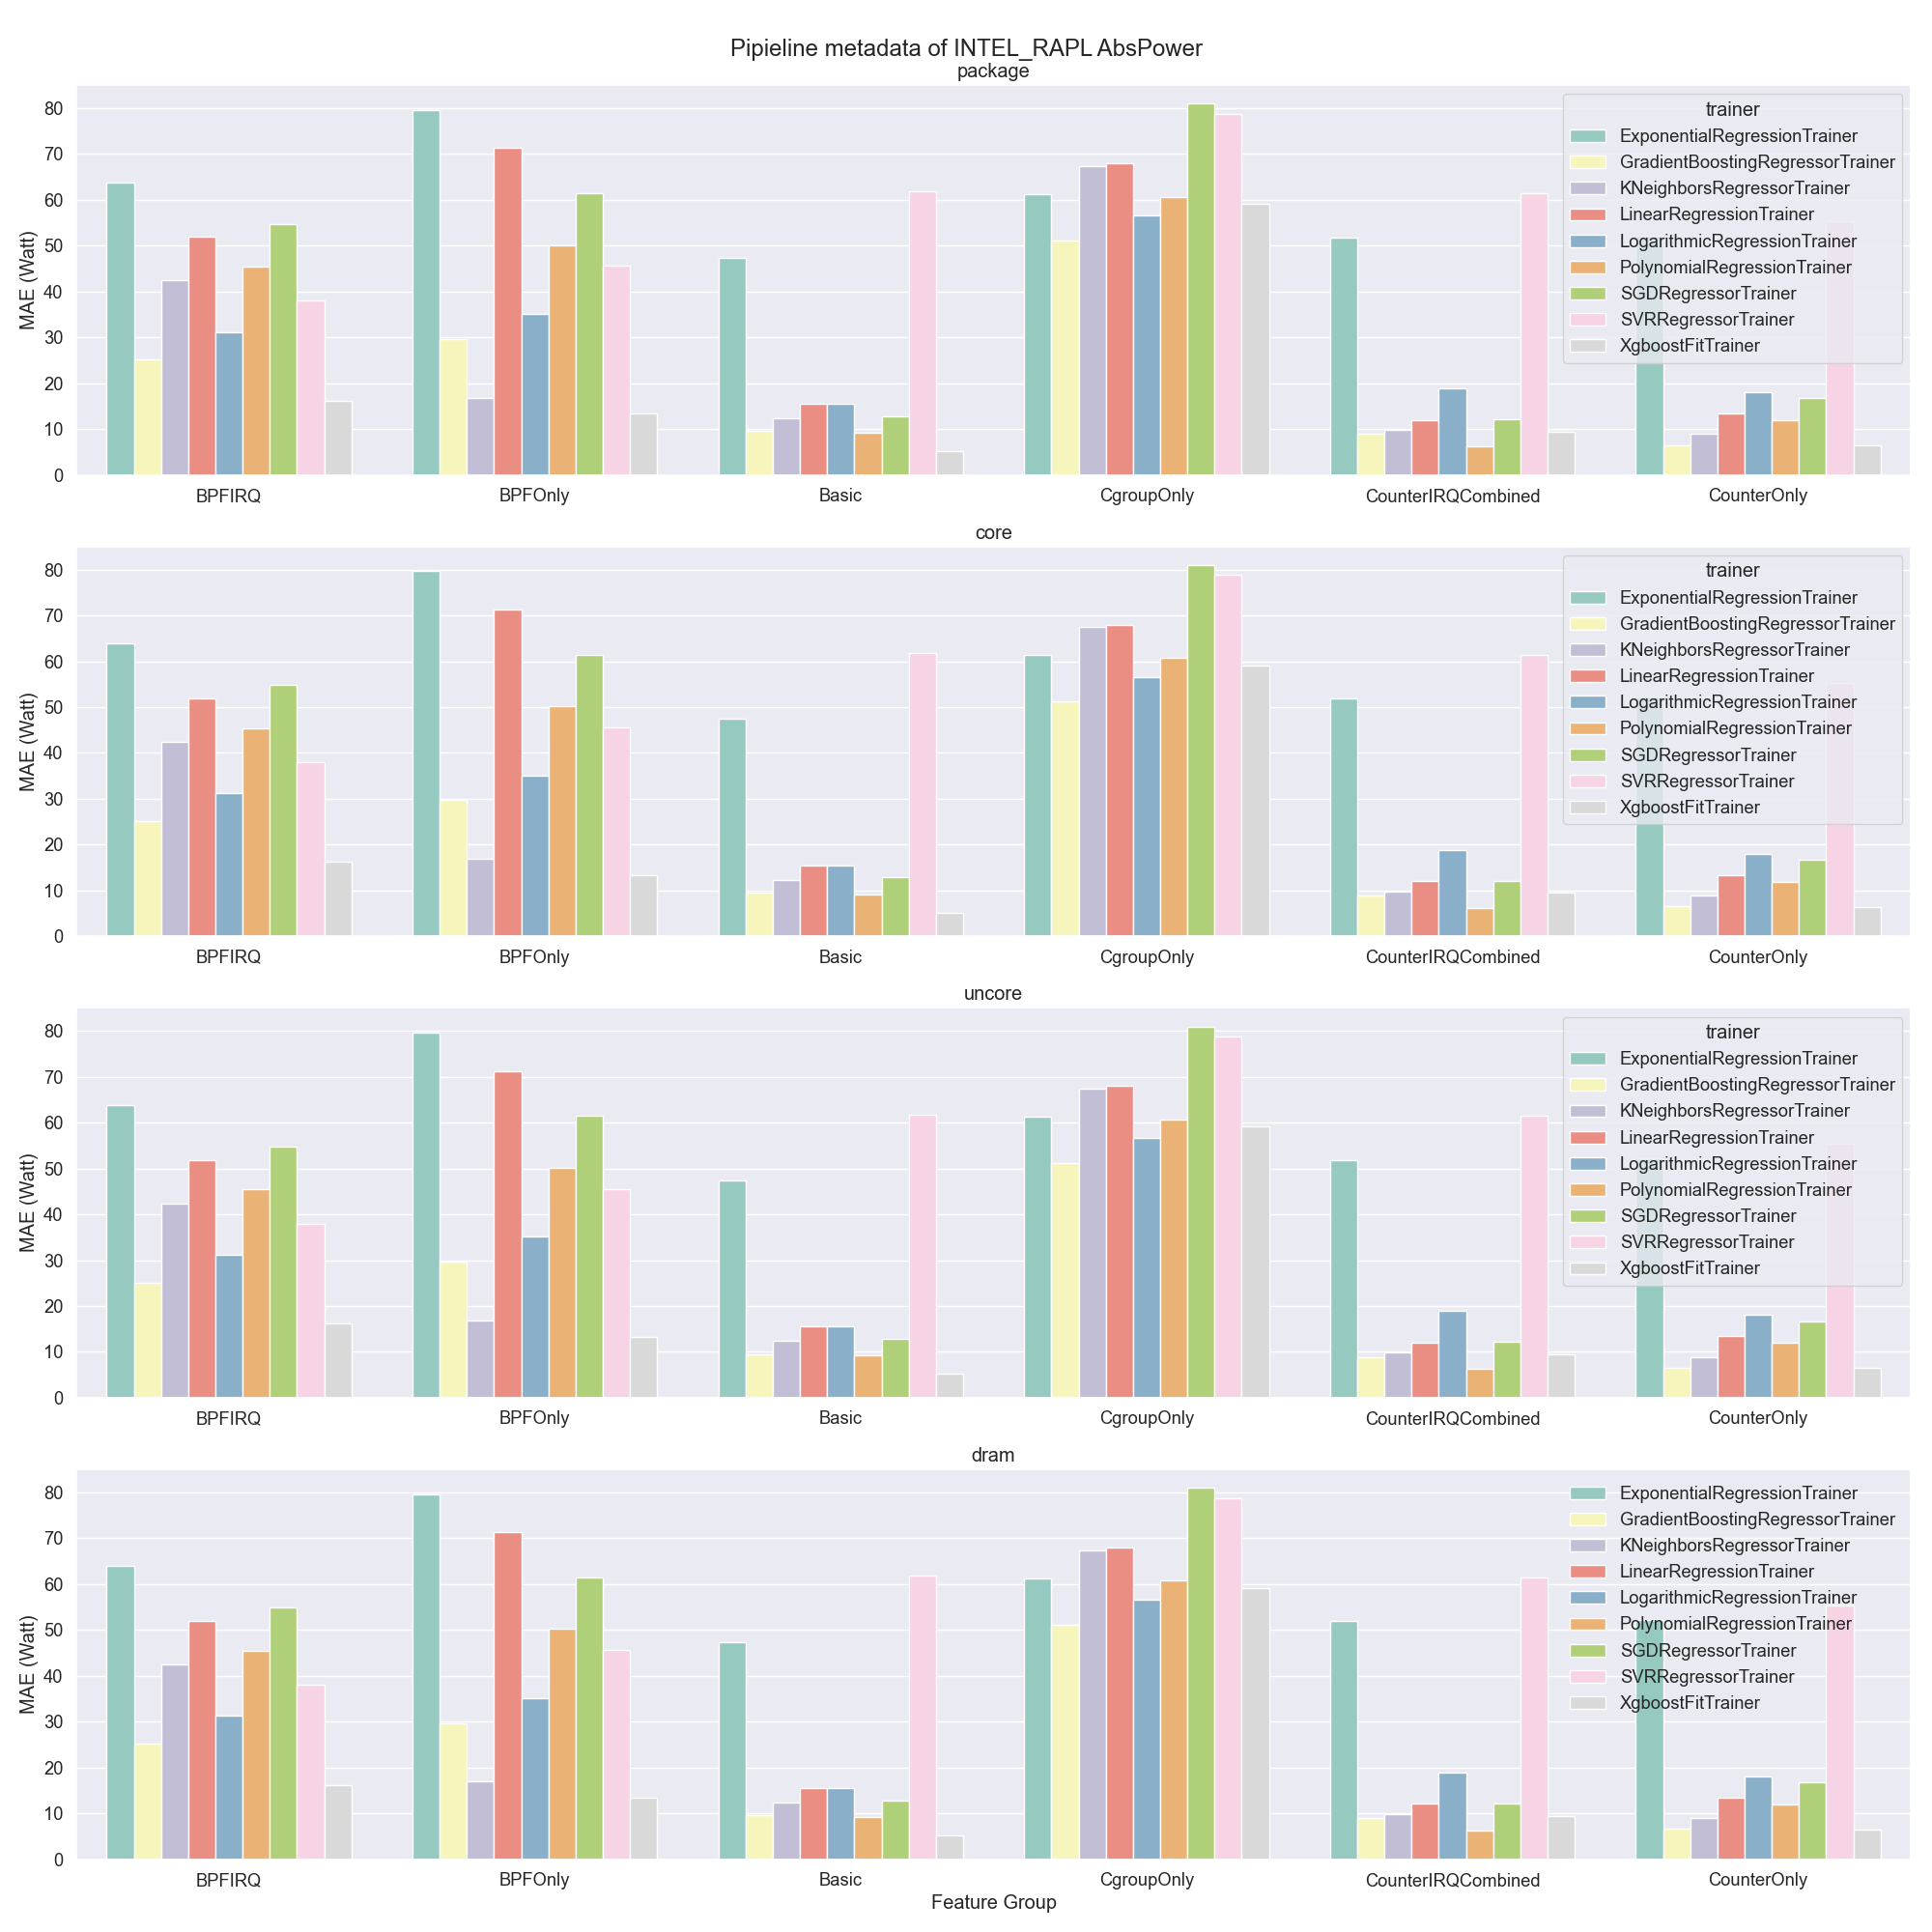 Pipieline metadata of INTEL_RAPL AbsPower
package
MAE (Watt)
80
70
60
50
40
30
20
10
0
trainer
ExponentialRegressionTrainer
GradientBoostingRegressorTrainer
KNeighborsRegressorTrainer
LinearRegressionTrainer
LogarithmicRegressionTrainer
PolynomialRegressionTrainer
SGDRegressorTrainer
SVRRegressorTrainer
XgboostFitTrainer
BPFIRQ BPFOnly Basic CgroupOnly CounterIRQCombined CounterOnly
core
MAE (Watt)
80
70
60
50
40
30
20
10
0
trainer
ExponentialRegressionTrainer
GradientBoostingRegressorTrainer
KNeighborsRegressorTrainer
LinearRegressionTrainer
LogarithmicRegressionTrainer
PolynomialRegressionTrainer
SGDRegressorTrainer
SVRRegressorTrainer
XgboostFitTrainer
BPFIRQ BPFOnly Basic CgroupOnly CounterIRQCombined CounterOnly
uncore
MAE (Watt)
80
70
60
50
40
30
20
10
0
trainer
ExponentialRegressionTrainer
GradientBoostingRegressorTrainer
KNeighborsRegressorTrainer
LinearRegressionTrainer
LogarithmicRegressionTrainer
PolynomialRegressionTrainer
SGDRegressorTrainer
SVRRegressorTrainer
XgboostFitTrainer
BPFIRQ BPFOnly Basic CgroupOnly CounterIRQCombined CounterOnly
dram
MAE (Watt)
80
70
60
50
40
30
20
10
0
ExponentialRegressionTrainer
GradientBoostingRegressorTrainer
KNeighborsRegressorTrainer
LinearRegressionTrainer
LogarithmicRegressionTrainer
PolynomialRegressionTrainer
SGDRegressorTrainer
SVRRegressorTrainer
XgboostFitTrainer
BPFIRQ BPFOnly Basic CgroupOnly CounterIRQCombined CounterOnly
Feature Group